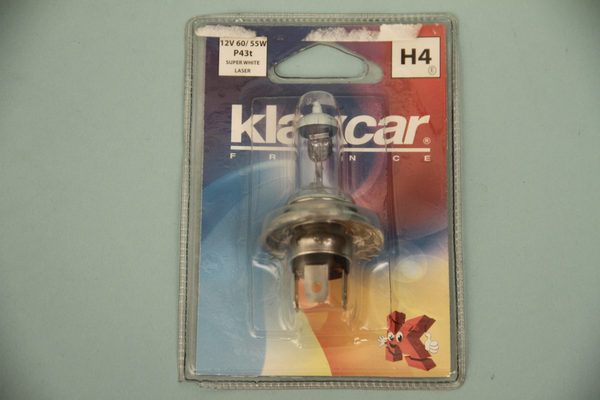 12V 60/ 55W
P43t
SUPER WHITE
LASER
H4
E
klaxcar®
FRANCE